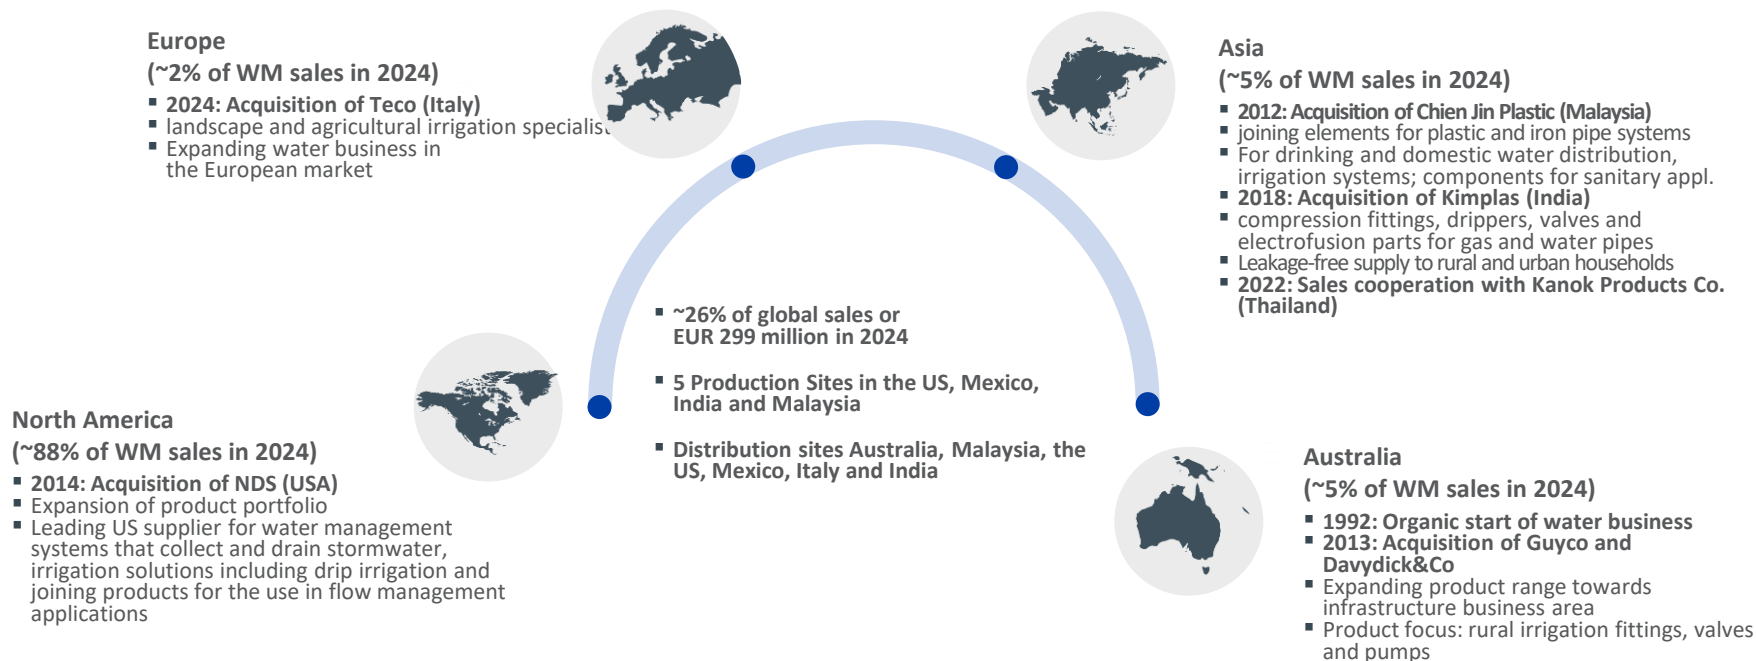 Europe
(~2% of WM sales in 2024)
▪ 2024: Acquisition of Teco (Italy)
▪ landscape and agricultural irrigation specialist
▪ Expanding water business in
the European market
Asia
(~5% of WM sales in 2024)
▪ 2012: Acquisition of Chien Jin Plastic (Malaysia)
▪ joining elements for plastic and iron pipe systems
▪ For drinking and domestic water distribution,
irrigation systems; components for sanitary appl.
▪ 2018: Acquisition of Kimplas (India)
▪ compression fittings, drippers, valves and
electrofusion parts for gas and water pipes
▪ Leakage-free supply to rural and urban households
▪ 2022: Sales cooperation with Kanok Products Co.
(Thailand)
▪ ~26% of global sales or
EUR 299 million in 2024
▪ 5 Production Sites in the US, Mexico,
India and Malaysia
▪ Distribution sites Australia, Malaysia, the
US, Mexico, Italy and India
North America
(~88% of WM sales in 2024)
▪ 2014: Acquisition of NDS (USA)
▪ Expansion of product portfolio
▪ Leading US supplier for water management
systems that collect and drain stormwater,
irrigation solutions including drip irrigation and
joining products for the use in flow management
applications
Australia
(~5% of WM sales in 2024)
▪ 1992: Organic start of water business
▪ 2013: Acquisition of Guyco and
Davydick&Co
▪ Expanding product range towards
infrastructure business area
▪ Product focus: rural irrigation fittings, valves
and pumps